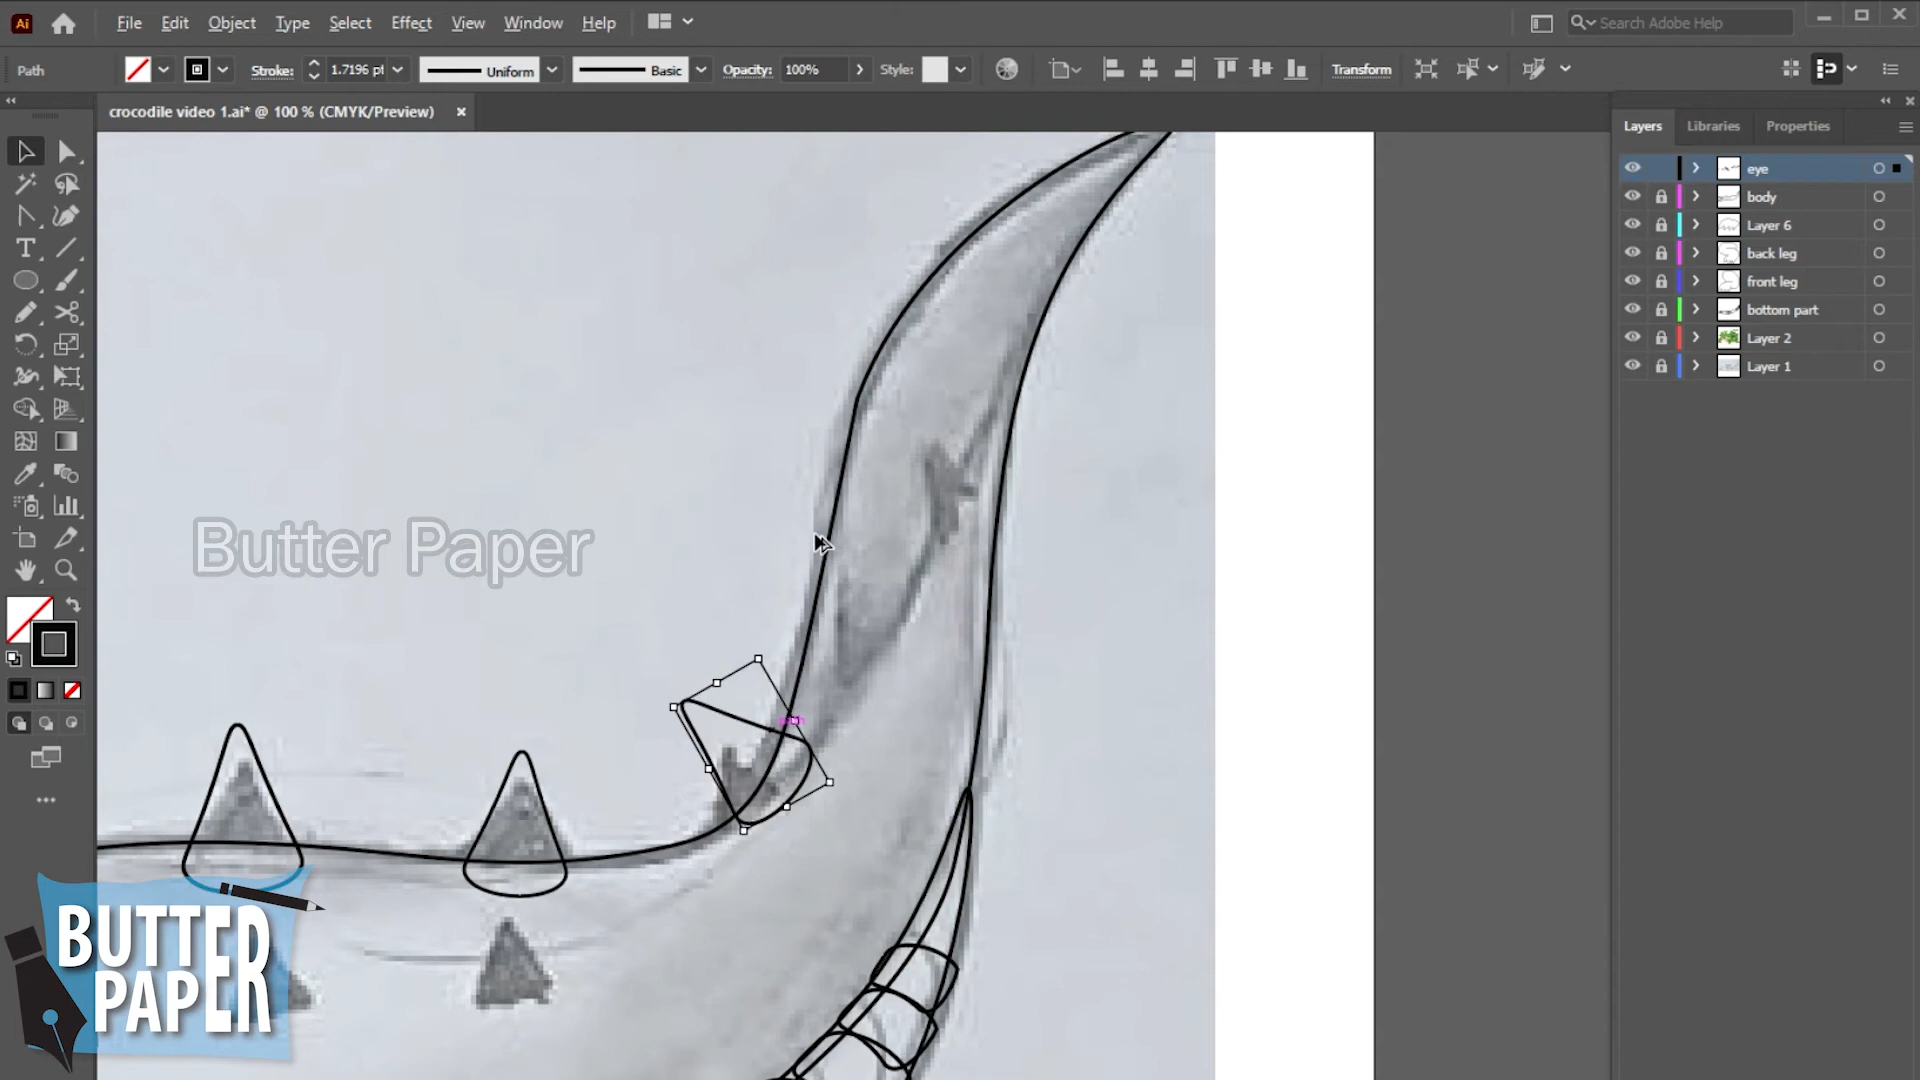 Ai File Edit Object Type Select Effect View Window Help Search Adobe Help
Path Stroke: 1.7196 pt Uniform Basic Opacity: 100% Style: Transform
crocodile video 1.ai* @ 100 % (CMYK/Preview)
Layers Libraries Properties
eye
body
Layer 6
back leg
front leg
bottom part
Layer 2
Layer 1
Butter Paper
BUTTER
PAPER